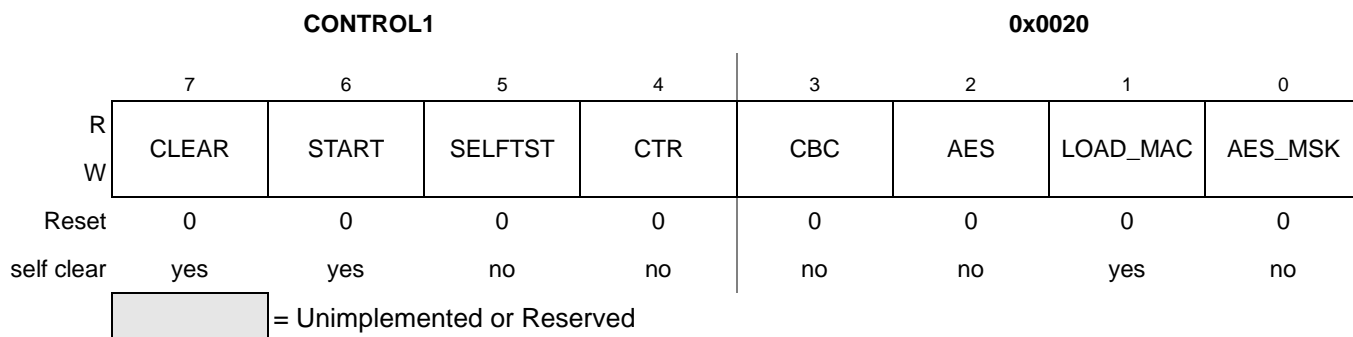 CONTROL1 0x0020
7 6 5 4 3 2 1 0
R
W
CLEAR START SELFTST CTR CBC AES LOAD_MAC AES_MSK
Reset 0 0 0 0 0 0 0 0
self clear yes yes no no no no yes no
= Unimplemented or Reserved